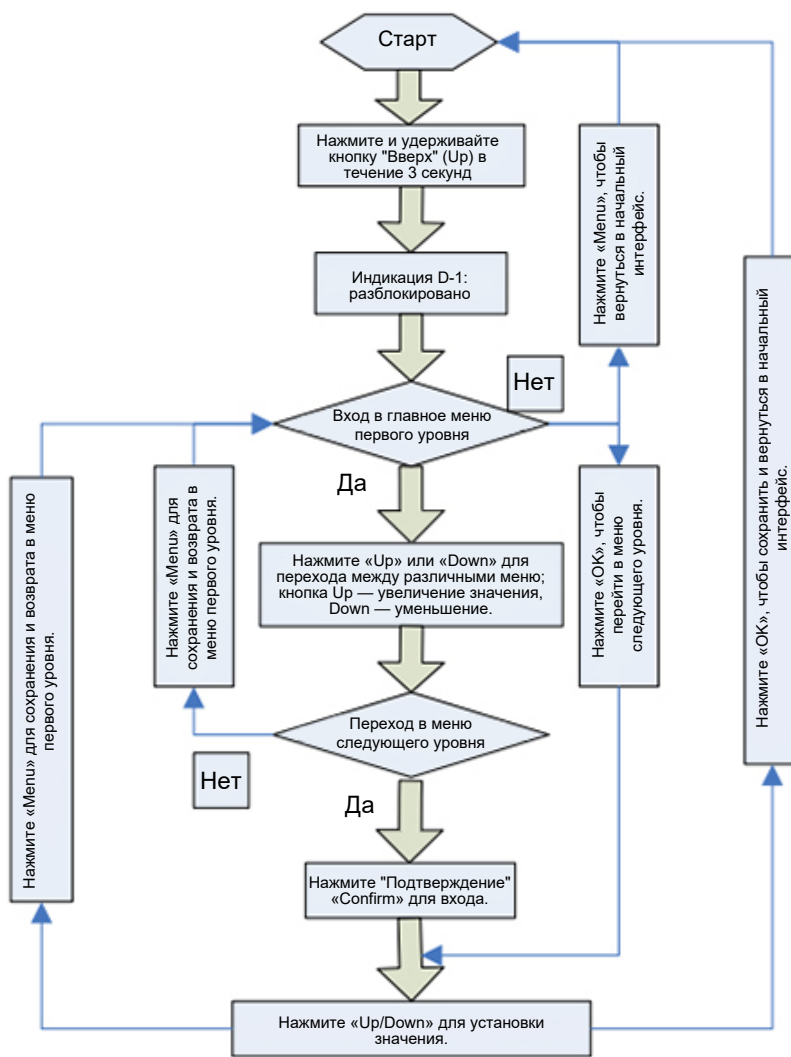 Старт
Нажмите и удерживайте
кнопку "Вверх" (Up) в
течение 3 секунд
Индикация D-1:
разблокировано
Нажмите «Menu», чтобы
вернуться в начальный
интерфейс.
Нет
Вход в главное меню
первого уровня
Да
Нажмите «Up» или «Down» для
перехода между различными меню;
кнопка Up — увеличение значения,
Down — уменьшение.
Нажмите «OK», чтобы
перейти в меню
следующего уровня.
Нажмите «OK», чтобы сохранить и вернуться в начальный
интерфейс.
Нажмите «Menu» для сохранения и возврата в меню
первого уровня.
Нажмите «Menu» для
сохранения и возврата в
меню первого уровня.
Переход в меню
следующего уровня
Нет
Да
Нажмите "Подтверждение"
«Confirm» для входа.
Нажмите «Up/Down» для установки
значения.